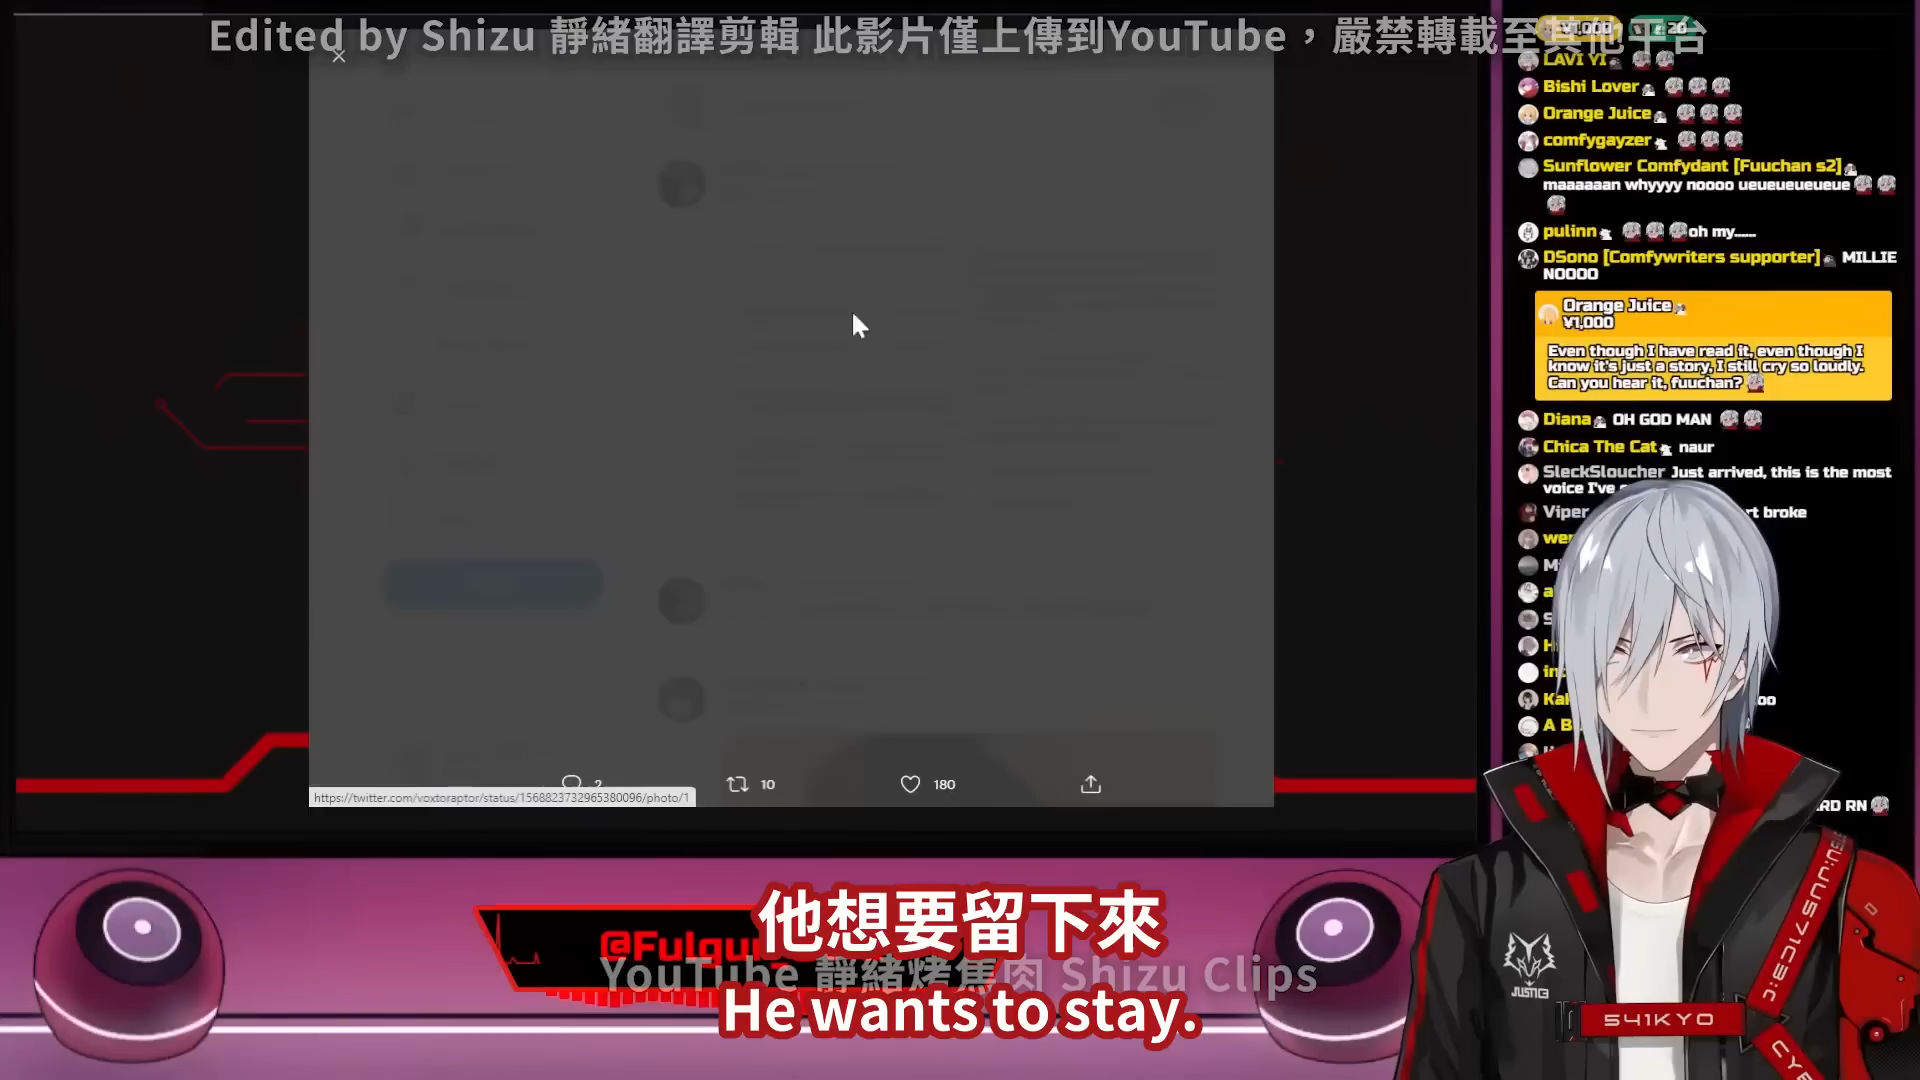 Edited by Shizu 靜緒翻譯剪輯 此影片僅上傳到YouTube，嚴禁轉載至其他平台
¥1,000
20
LAVI YI
Bishi Lover
Orange Juice
comfygayzer
Sunflower Comfydant [Fuuchan s2]
maaaaaan whyyyy noooo ueueueueueue
pulinn oh my.....
DSono [Comfywriters supporter] MILLIE
NOOOO
Orange Juice
¥1,000
Even though I have read it, even though I
know it's just a story, I still cry so loudly.
Can you hear it, fuuchan?
Diana OH GOD MAN
Chica The Cat naur
SleckSloucher Just arrived, this is the most
voice I've
Viper rt broke
A B
RD RN
2
10
180
https://twitter.com/voxtoraptor/status/1568823732965380096/photo/1
他想要留下來
@Fulgu
YouTube 靜緒烤焦肉 Shizu Clips
He wants to stay.
JUSTIC3
541KYO